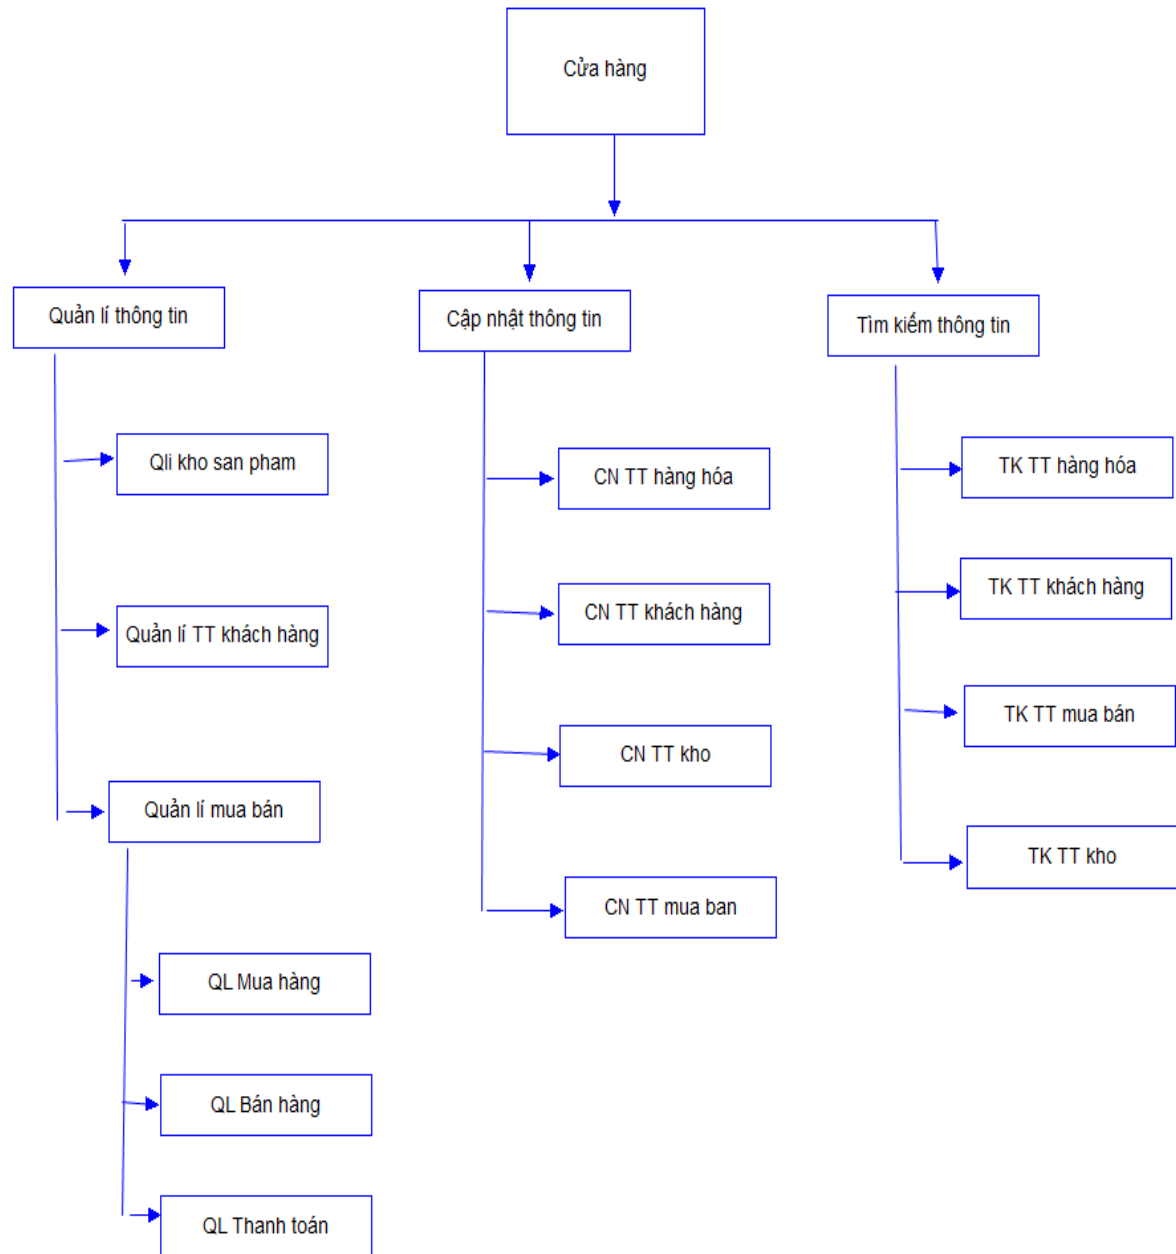 Cửa hàng
Quản lí thông tin
Cập nhật thông tin
Tìm kiếm thông tin
Qli kho san pham
Quản lí TT khách hàng
Quản lí mua bán
QL Mua hàng
QL Bán hàng
QL Thanh toán
CN TT hàng hóa
CN TT khách hàng
CN TT kho
CN TT mua ban
TK TT hàng hóa
TK TT khách hàng
TK TT mua bán
TK TT kho